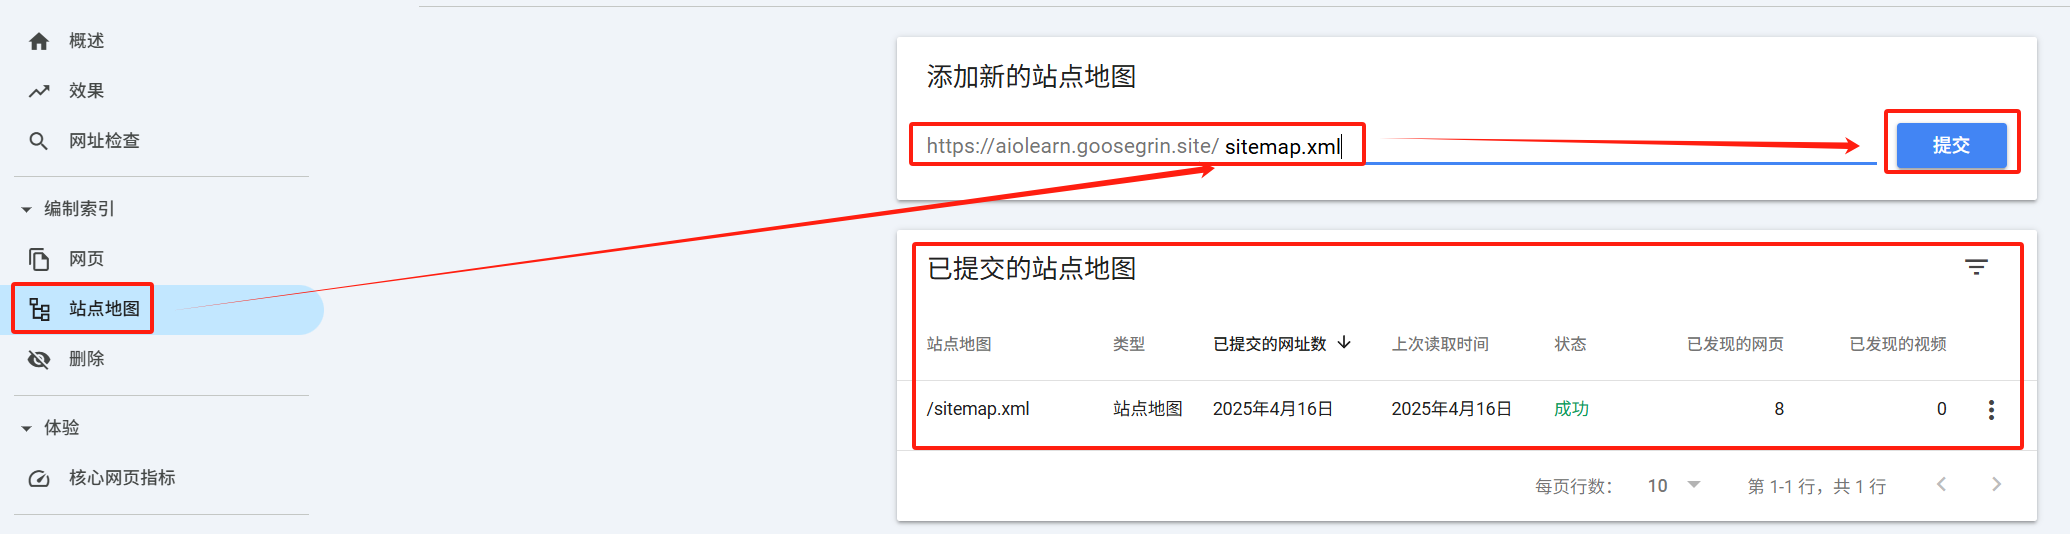 概述
效果
网址检查
编制索引
网页
站点地图
删除
体验
核心网页指标
添加新的站点地图
https://aiolearn.goosegrin.site/ sitemap.xml
提交
已提交的站点地图
站点地图 类型 已提交的网址数 上次读取时间 状态 已发现的网页 已发现的视频
/sitemap.xml 站点地图 2025年4月16日 2025年4月16日 成功 8 0
每页行数： 10 第 1-1 行，共 1 行